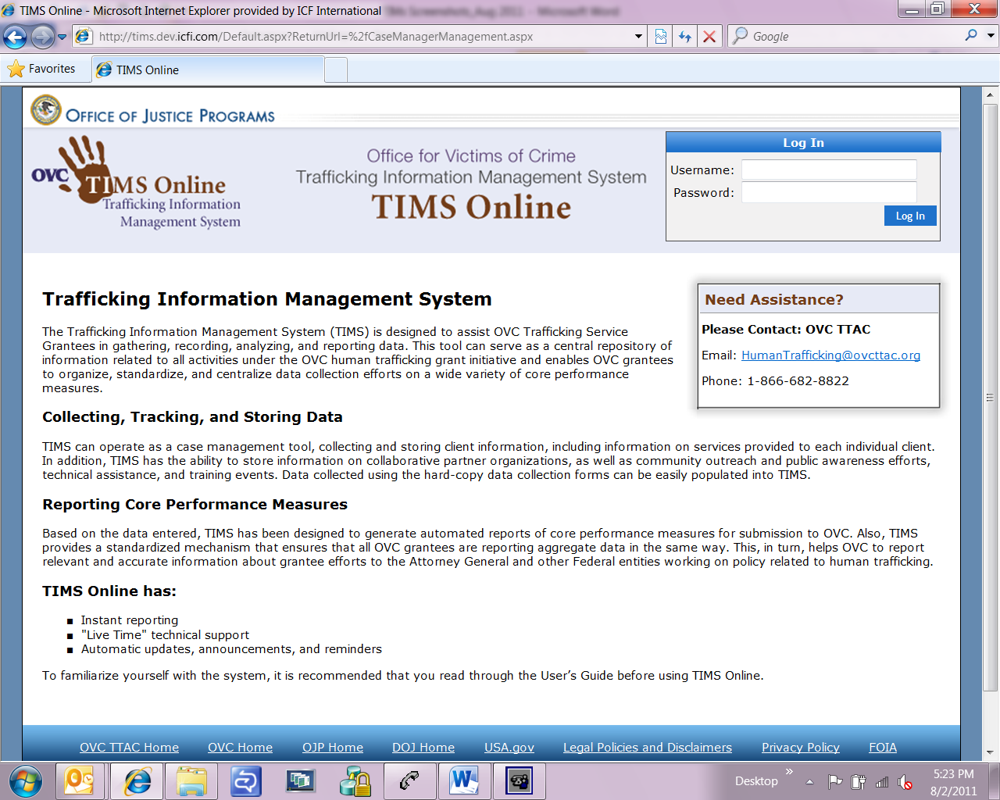 TIMS Online - Microsoft Internet Explorer provided by ICF International
TIMs Screenshots_Aug 2011 - Microsoft Word
http://tims.dev.icfi.com/Default.aspx?ReturnUrl=%2fCaseManagerManagement.aspx
Google
Favorites
TIMS Online
OFFICE OF JUSTICE PROGRAMS
OVC
TIMS Online
Trafficking Information
Management System
Office for Victims of Crime
Trafficking Information Management System
TIMS Online
Log In
Username:
Password:
Log In
Trafficking Information Management System
The Trafficking Information Management System (TIMS) is designed to assist OVC Trafficking Service
Grantees in gathering, recording, analyzing, and reporting data. This tool can serve as a central repository of
information related to all activities under the OVC human trafficking grant initiative and enables OVC grantees
to organize, standardize, and centralize data collection efforts on a wide variety of core performance
measures.
Need Assistance?
Please Contact: OVC TTAC
Email: HumanTrafficking@ovcttac.org
Phone: 1-866-682-8822
Collecting, Tracking, and Storing Data
TIMS can operate as a case management tool, collecting and storing client information, including information on services provided to each individual client.
In addition, TIMS has the ability to store information on collaborative partner organizations, as well as community outreach and public awareness efforts,
technical assistance, and training events. Data collected using the hard-copy data collection forms can be easily populated into TIMS.
Reporting Core Performance Measures
Based on the data entered, TIMS has been designed to generate automated reports of core performance measures for submission to OVC. Also, TIMS
provides a standardized mechanism that ensures that all OVC grantees are reporting aggregate data in the same way. This, in turn, helps OVC to report
relevant and accurate information about grantee efforts to the Attorney General and other Federal entities working on policy related to human trafficking.
TIMS Online has:
■ Instant reporting
■ "Live Time" technical support
■ Automatic updates, announcements, and reminders
To familiarize yourself with the system, it is recommended that you read through the User’s Guide before using TIMS Online.
OVC TTAC Home OVC Home OJP Home DOJ Home USA.gov Legal Policies and Disclaimers Privacy Policy FOIA
Desktop »
5:23 PM
8/2/2011